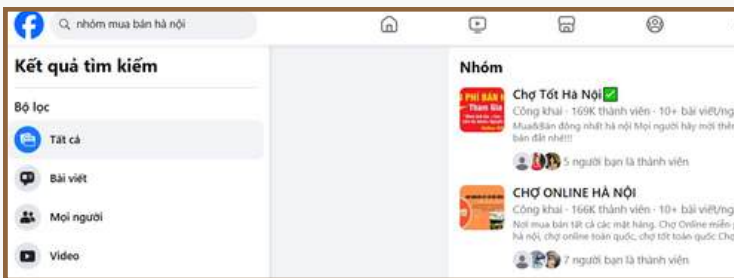 nhóm mua bán hà nội
Kết quả tìm kiếm
Bộ lọc
Tất cả
Bài viết
Mọi người
Video
Nhóm
Chợ Tốt Hà Nội✅
Công khai · 169K thành viên · 10+ bài viết/ng
Mua&Bán đông nhất hà nội Mọi người hãy mời thêm
bán đắt nhé!!!
5 người bạn là thành viên
CHỢ ONLINE HÀ NỘI
Công khai · 166K thành viên · 10+ bài viết/ng
Nơi mua bán tất cả các mặt hàng. Chợ Online miễn
hà nội, chợ online toàn quốc, chợ tốt toàn quốc Chợ
7 người bạn là thành viên